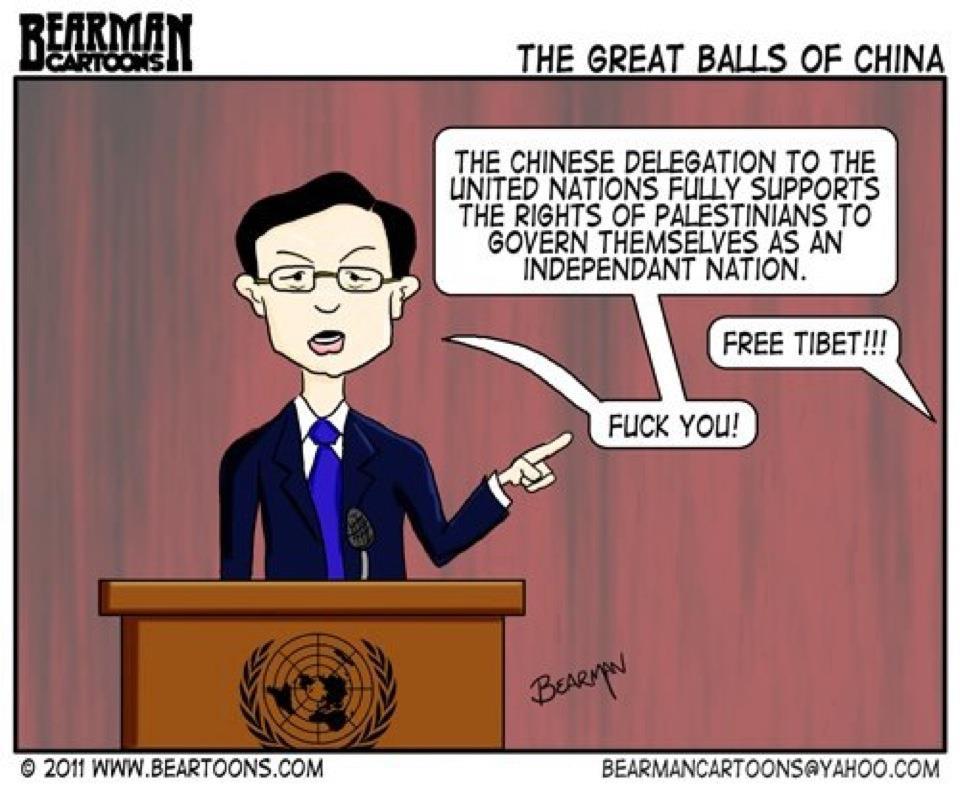 BEARMAN
CARTOONS
THE GREAT BALLS OF CHINA
THE CHINESE DELEGATION TO THE
UNITED NATIONS FULLY SUPPORTS
THE RIGHTS OF PALESTINIANS TO
GOVERN THEMSELVES AS AN
INDEPENDANT NATION.
FREE TIBET!!!
FUCK YOU!
BEARMAN
© 2011 WWW.BEARTOONS.COM
BEARMANCARTOONS@YAHOO.COM